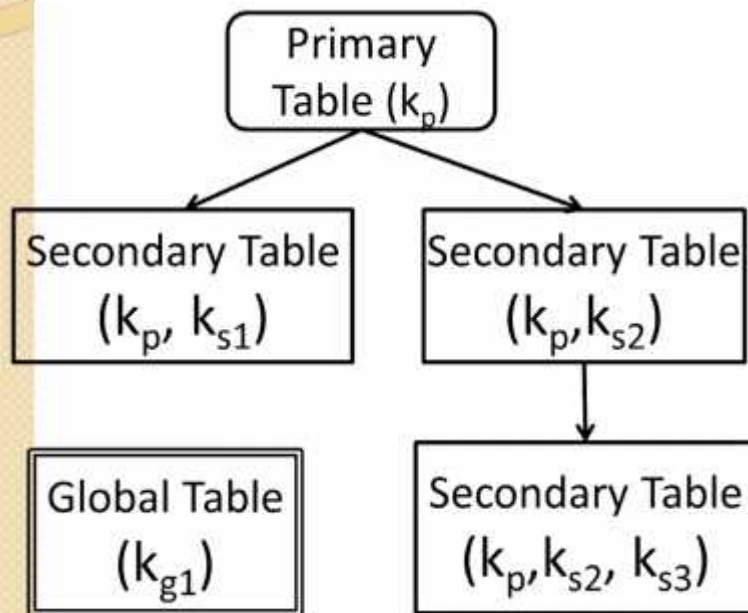 Primary
Table (kp)
Secondary Table
(kp, ks1)
Secondary Table
(kp,ks2)
Global Table
(kg1)
Secondary Table
(kp,ks2, ks3)